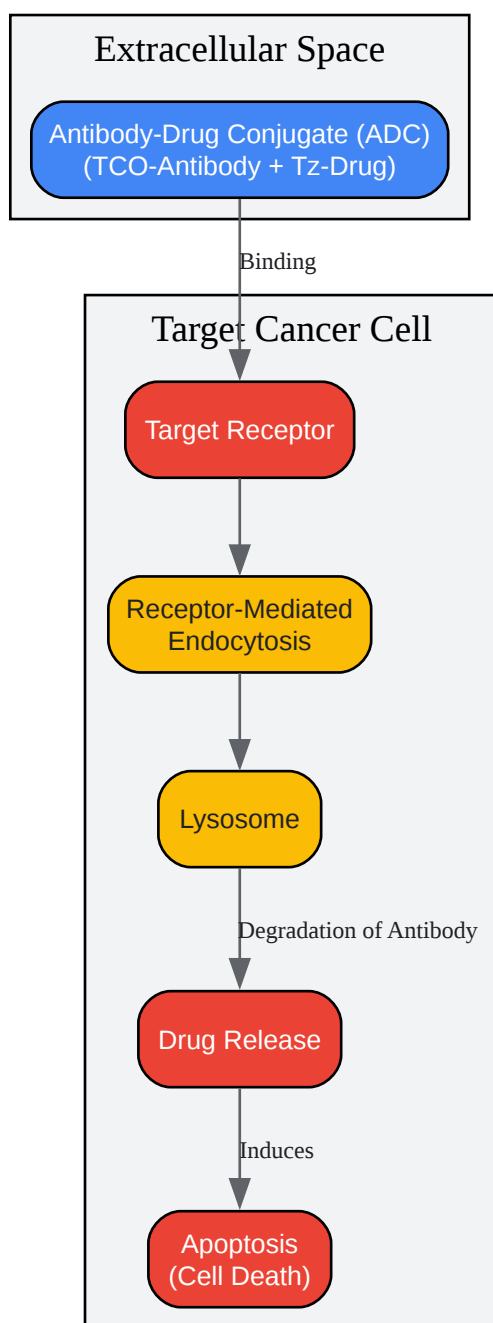 Extracellular Space
Antibody-Drug Conjugate (ADC)
(TCO-Antibody + Tz-Drug)
Binding
Target Cancer Cell
Target Receptor
Receptor-Mediated
Endocytosis
Lysosome
Degradation of Antibody
Drug Release
Induces
Apoptosis
(Cell Death)